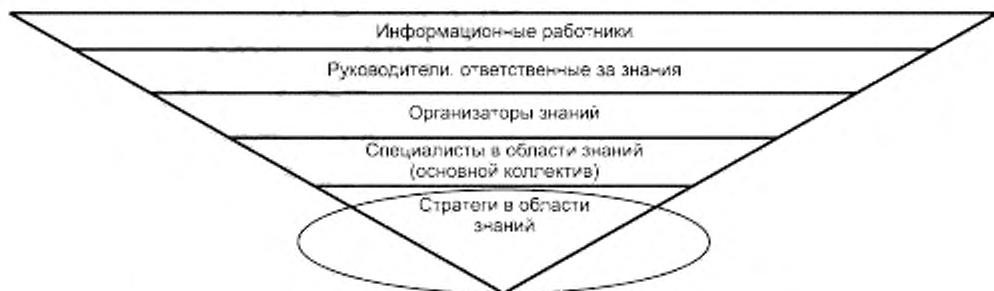 Информационные работники
Руководители, ответственные за знания
Организаторы знаний
Специалисты в области знаний
(основной коллектив)
Стратеги в области
знаний